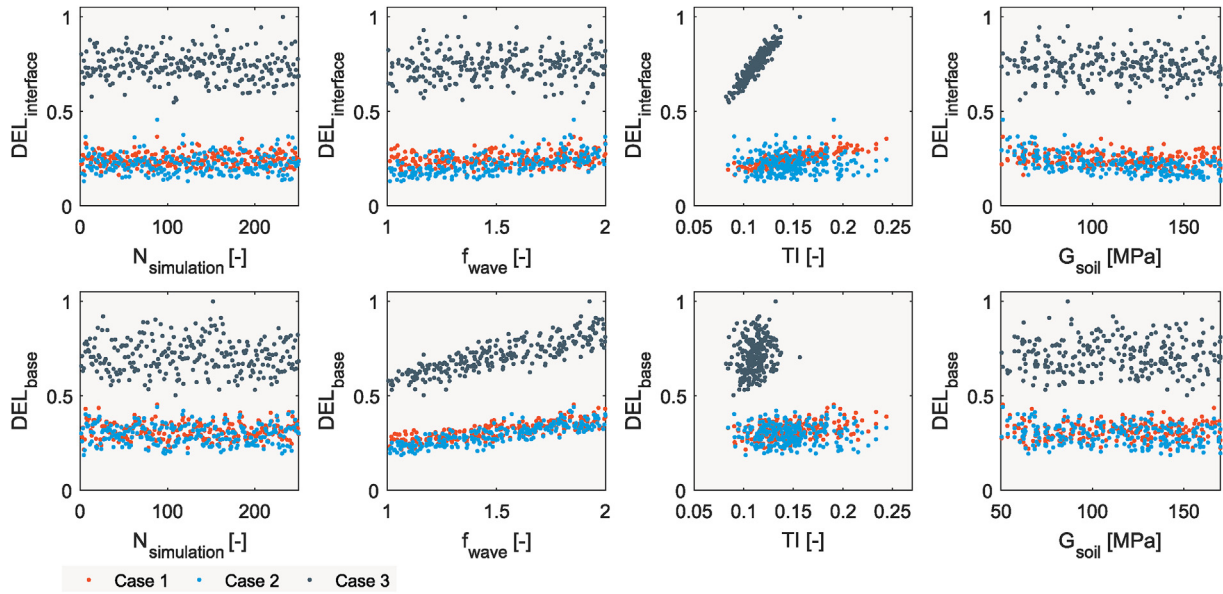 DEL_interface
1
0.5
0
0 100 200
N_simulation [-]
DEL_interface
1
0.5
0
1 1.5 2
f_wave [-]
DEL_interface
1
0.5
0
0.05 0.1 0.15 0.2 0.25
TI [-]
DEL_interface
1
0.5
0
50 100 150
G_soil [MPa]
DEL_base
1
0.5
0
0 100 200
N_simulation [-]
DEL_base
1
0.5
0
1 1.5 2
f_wave [-]
DEL_base
1
0.5
0
0.05 0.1 0.15 0.2 0.25
TI [-]
DEL_base
1
0.5
0
50 100 150
G_soil [MPa]
Case 1 Case 2 Case 3